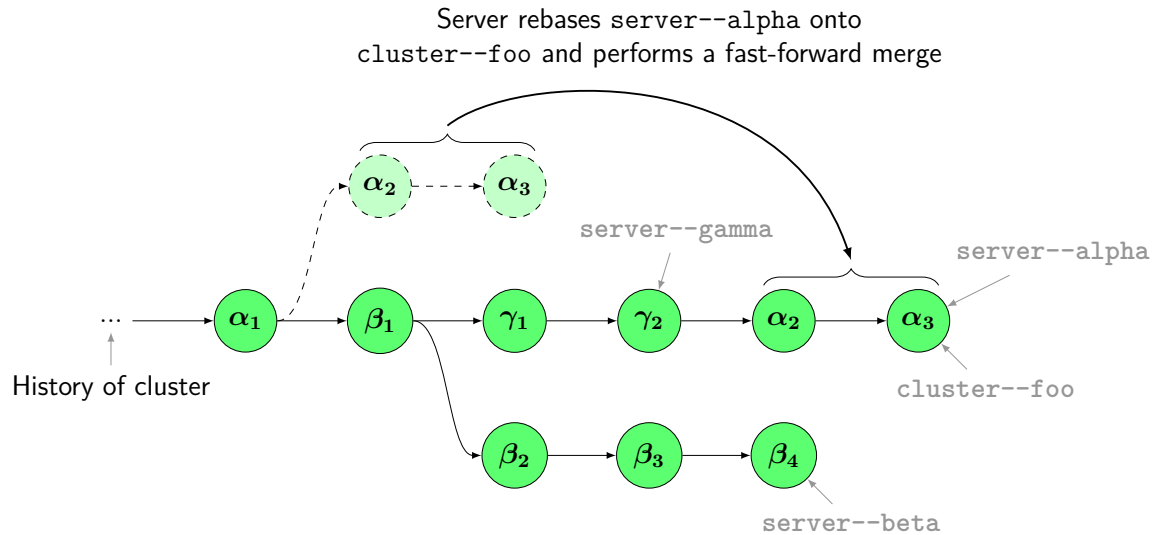 Server rebases server--alpha onto
cluster--foo and performs a fast-forward merge
α₂ α₃
server--gamma
server--alpha
... α₁ β₁ γ₁ γ₂ α₂ α₃
History of cluster
cluster--foo
β₂ β₃ β₄
server--beta